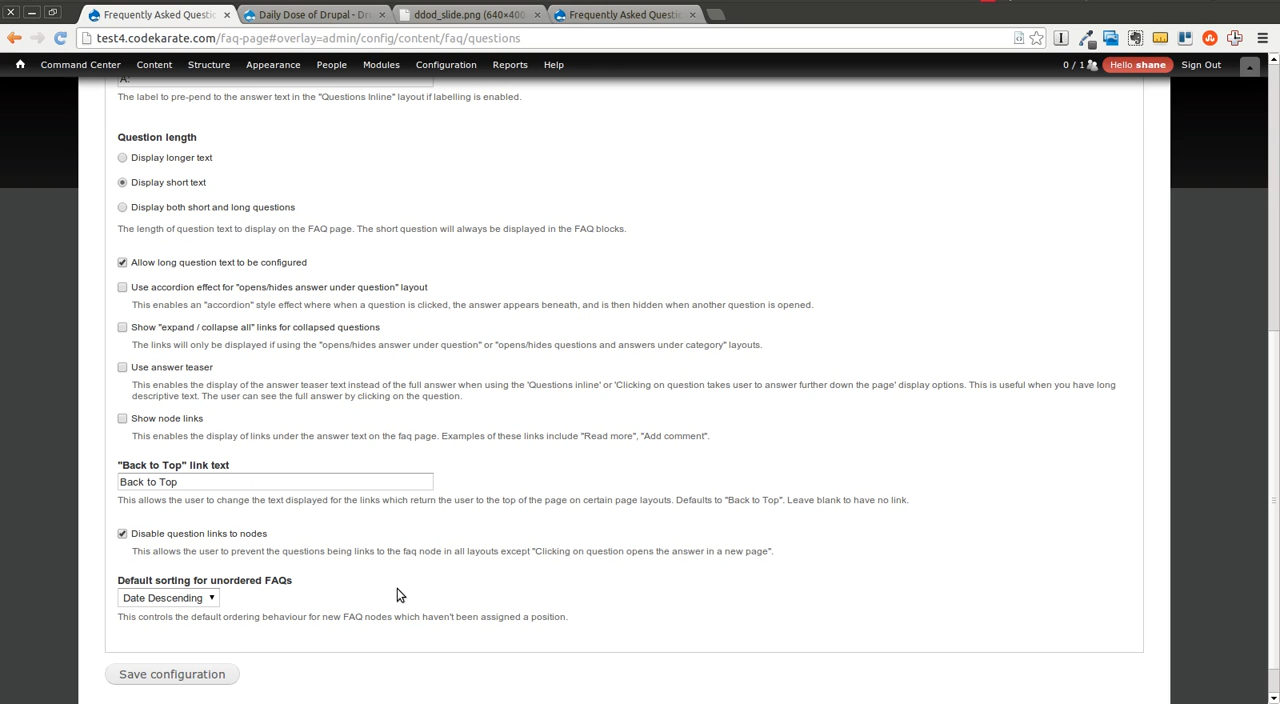 Frequently Asked Questic
Daily Dose of Drupal - Dr
ddod_slide.png (640×400
Frequently Asked Questic
test4.codekarate.com/faq-page#overlay=admin/config/content/faq/questions
Command Center Content Structure Appearance People Modules Configuration Reports Help 0 / 1 Hello shane Sign Out
A:
The label to pre-pend to the answer text in the "Questions Inline" layout if labelling is enabled.
Question length
Display longer text
Display short text
Display both short and long questions
The length of question text to display on the FAQ page. The short question will always be displayed in the FAQ blocks.
Allow long question text to be configured
Use accordion effect for "opens/hides answer under question" layout
This enables an "accordion" style effect where when a question is clicked, the answer appears beneath, and is then hidden when another question is opened.
Show "expand / collapse all" links for collapsed questions
The links will only be displayed if using the "opens/hides answer under question" or "opens/hides questions and answers under category" layouts.
Use answer teaser
This enables the display of the answer teaser text instead of the full answer when using the 'Questions inline' or 'Clicking on question takes user to answer further down the page' display options. This is useful when you have long
descriptive text. The user can see the full answer by clicking on the question.
Show node links
This enables the display of links under the answer text on the faq page. Examples of these links include "Read more", "Add comment".
"Back to Top" link text
Back to Top
This allows the user to change the text displayed for the links which return the user to the top of the page on certain page layouts. Defaults to "Back to Top". Leave blank to have no link.
Disable question links to nodes
This allows the user to prevent the questions being links to the faq node in all layouts except "Clicking on question opens the answer in a new page".
Default sorting for unordered FAQs
Date Descending
This controls the default ordering behaviour for new FAQ nodes which haven't been assigned a position.
Save configuration